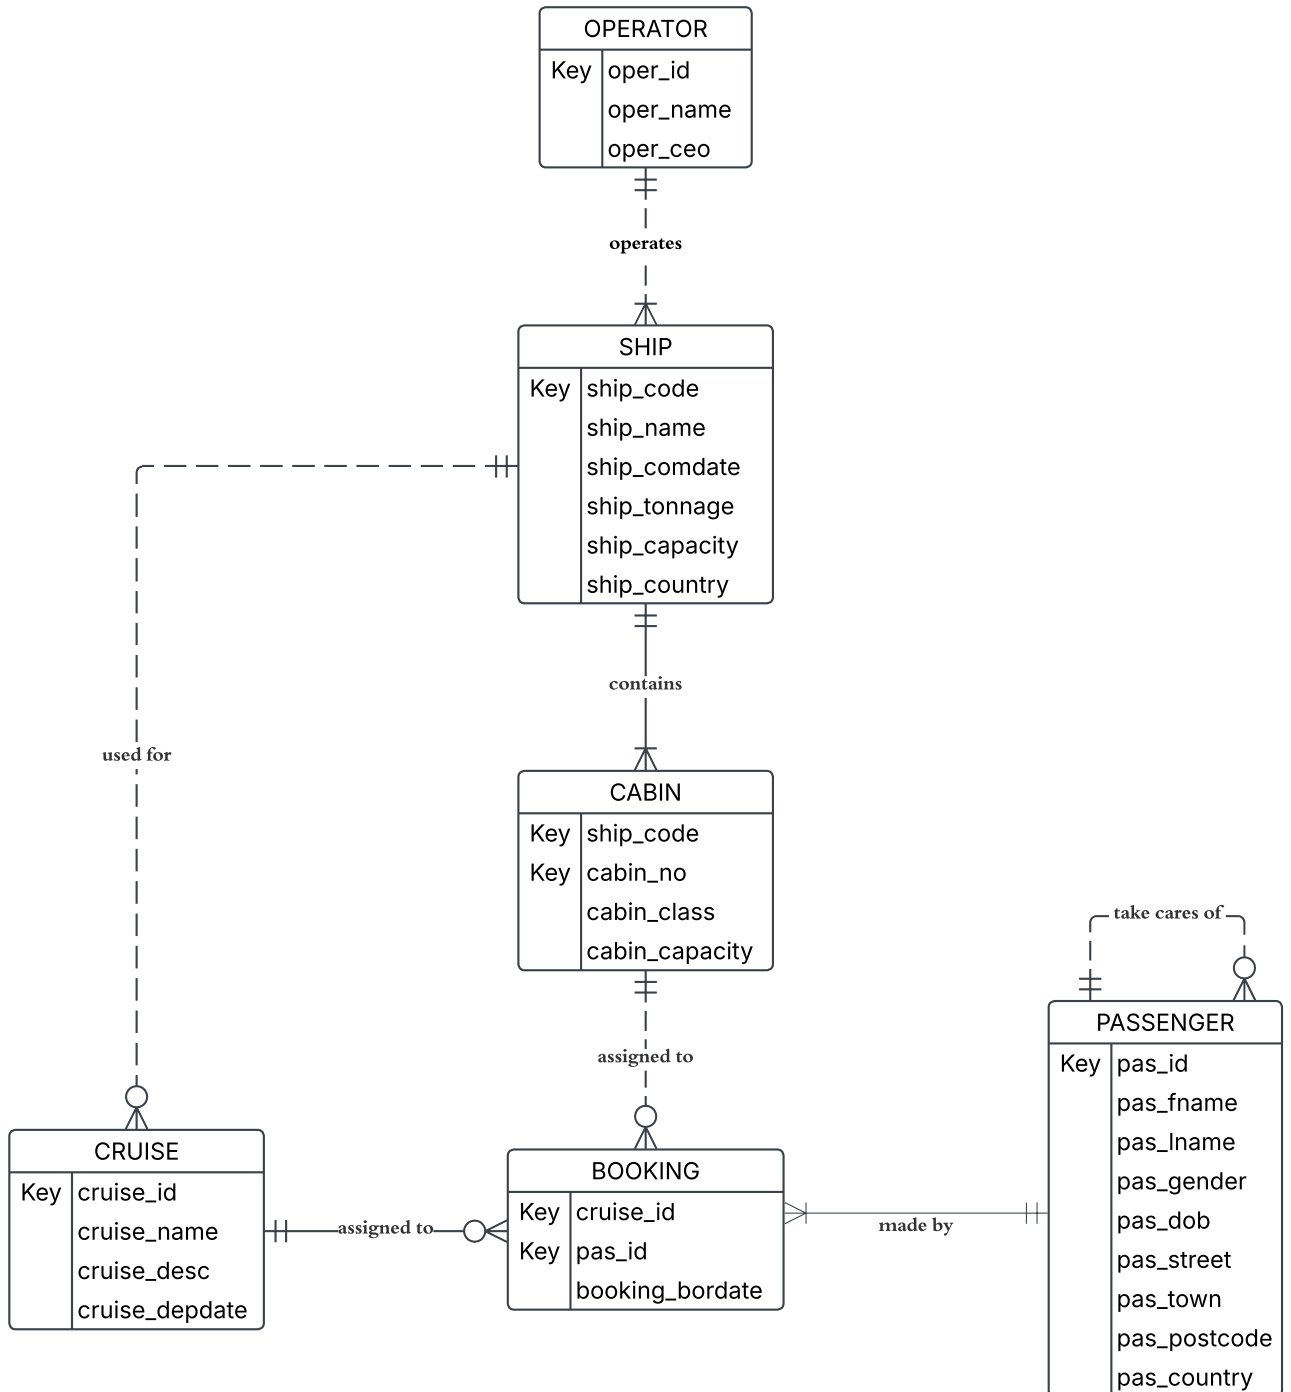 OPERATOR
Key oper_id
oper_name
oper_ceo
operates
SHIP
Key ship_code
ship_name
ship_comdate
ship_tonnage
ship_capacity
ship_country
contains
used for
CABIN
Key ship_code
Key cabin_no
cabin_class
cabin_capacity
assigned to
take cares of
PASSENGER
Key pas_id
pas_fname
pas_lname
pas_gender
pas_dob
pas_street
pas_town
pas_postcode
pas_country
CRUISE
Key cruise_id
cruise_name
cruise_desc
cruise_depdate
assigned to
BOOKING
Key cruise_id
Key pas_id
booking_bordate
made by